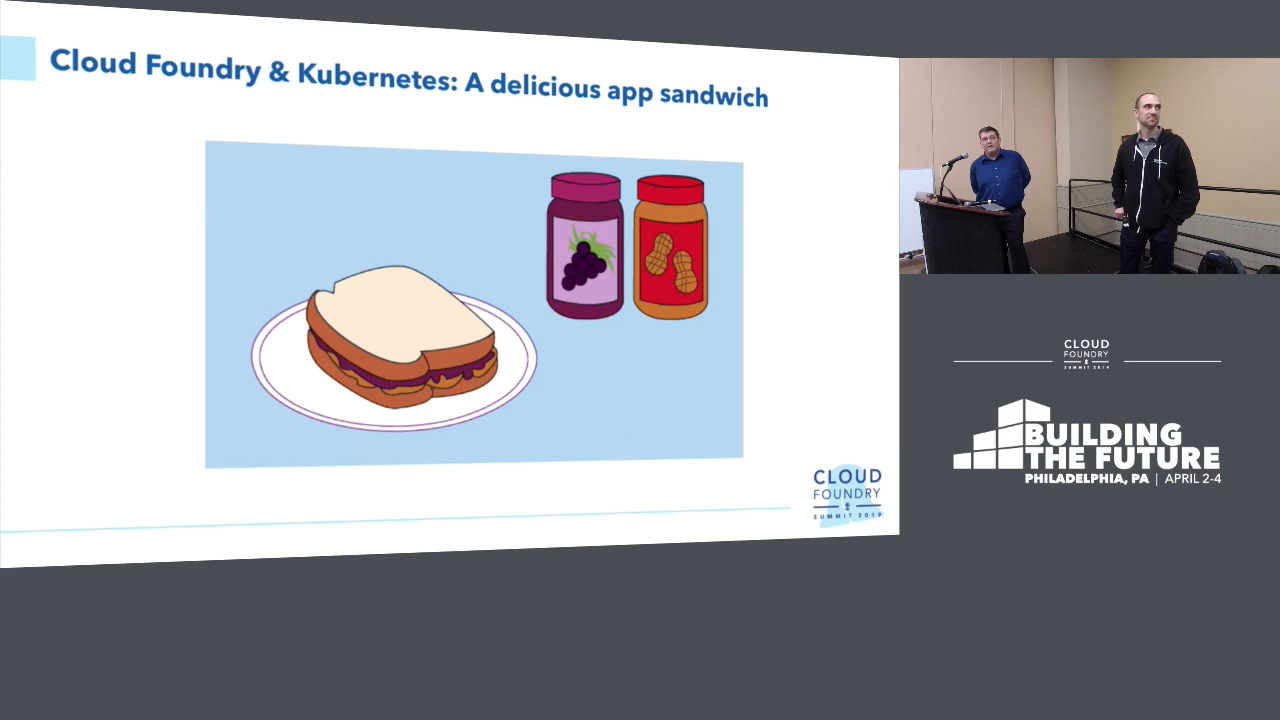 Cloud Foundry & Kubernetes: A delicious app sandwich
CLOUD
FOUNDRY
SUMMIT 2019
CLOUD
FOUNDRY
SUMMIT 2019
BUILDING
THE FUTURE
PHILADELPHIA, PA | APRIL 2-4